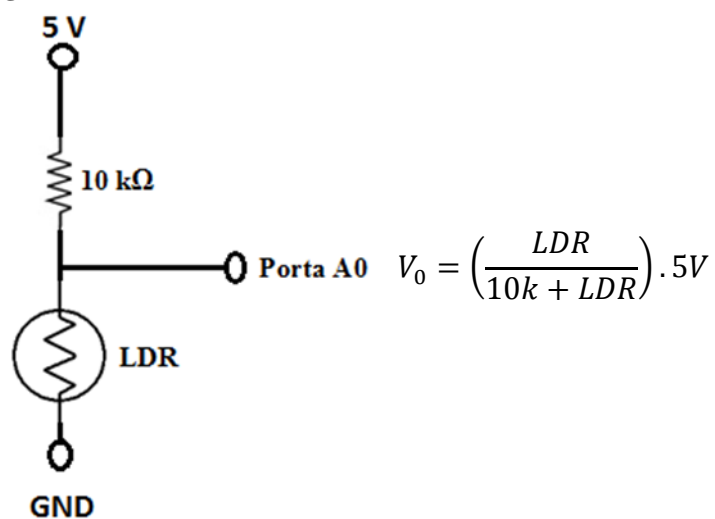 5 V
10 kΩ
Porta A0
V₀ = (LDR / 10k + LDR) . 5V
LDR
GND